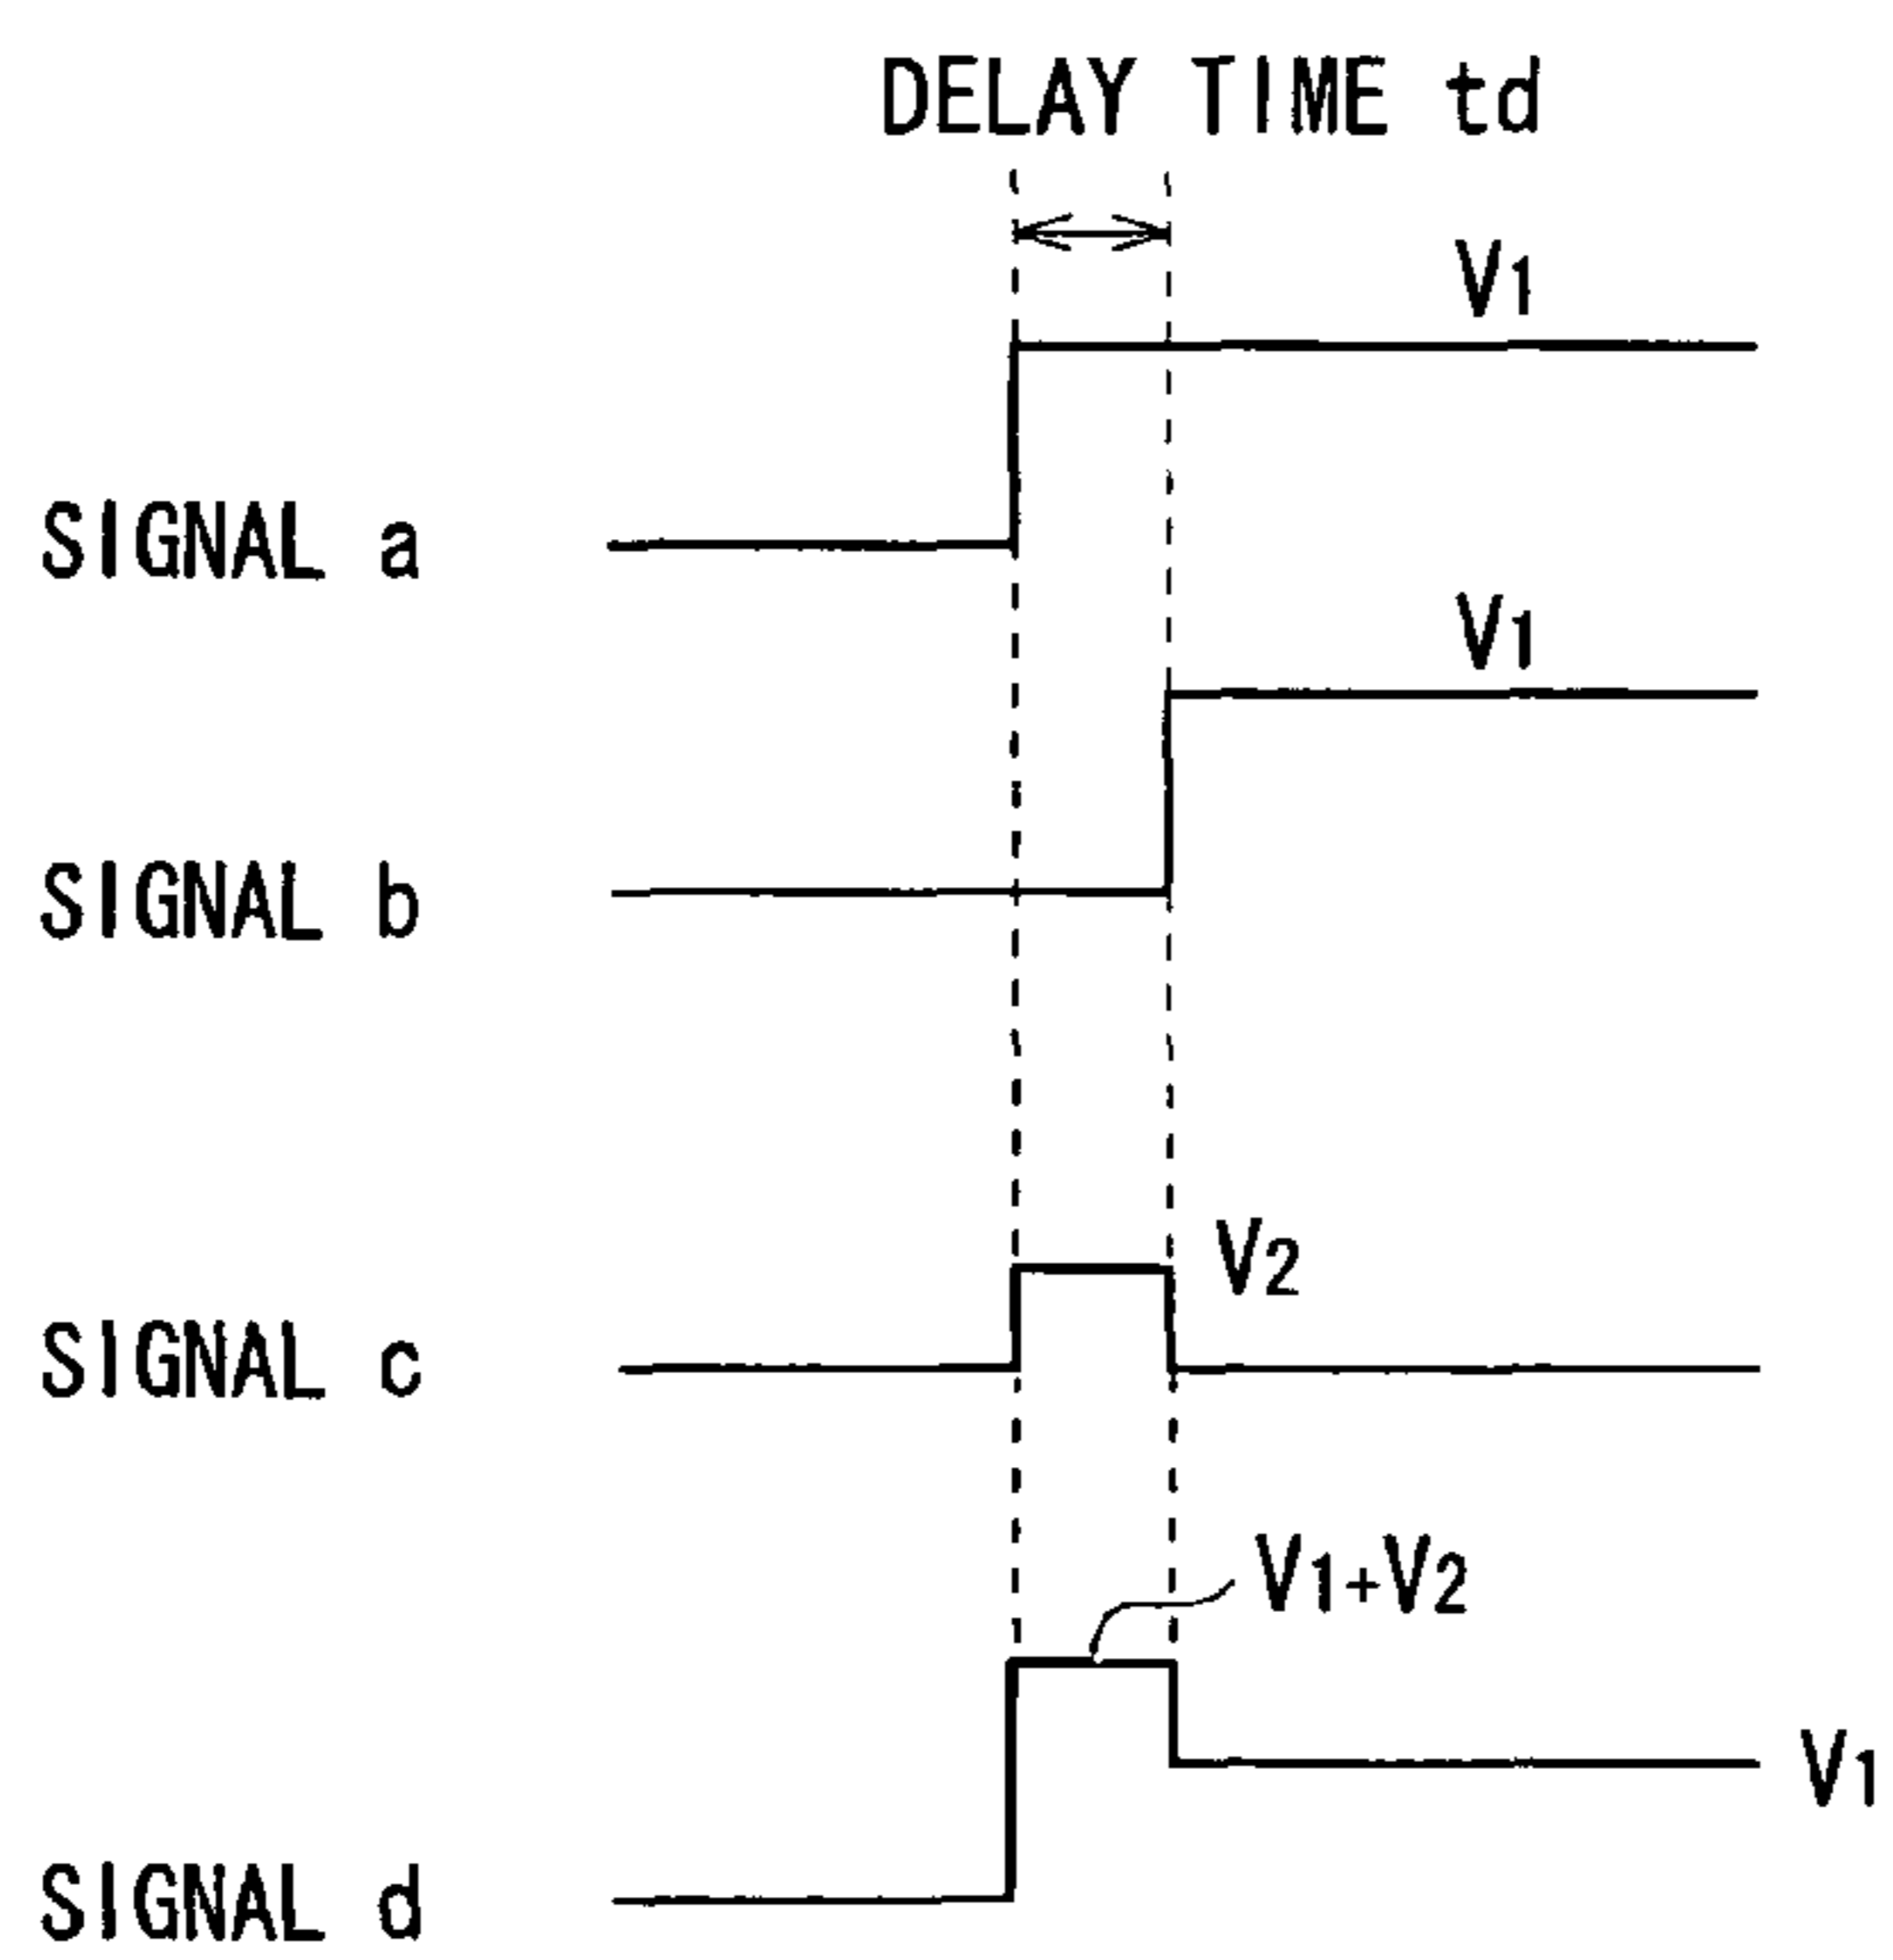 DELAY TIME td
V1
SIGNAL a
V1
SIGNAL b
V2
SIGNAL c
V1+V2
V1
SIGNAL d